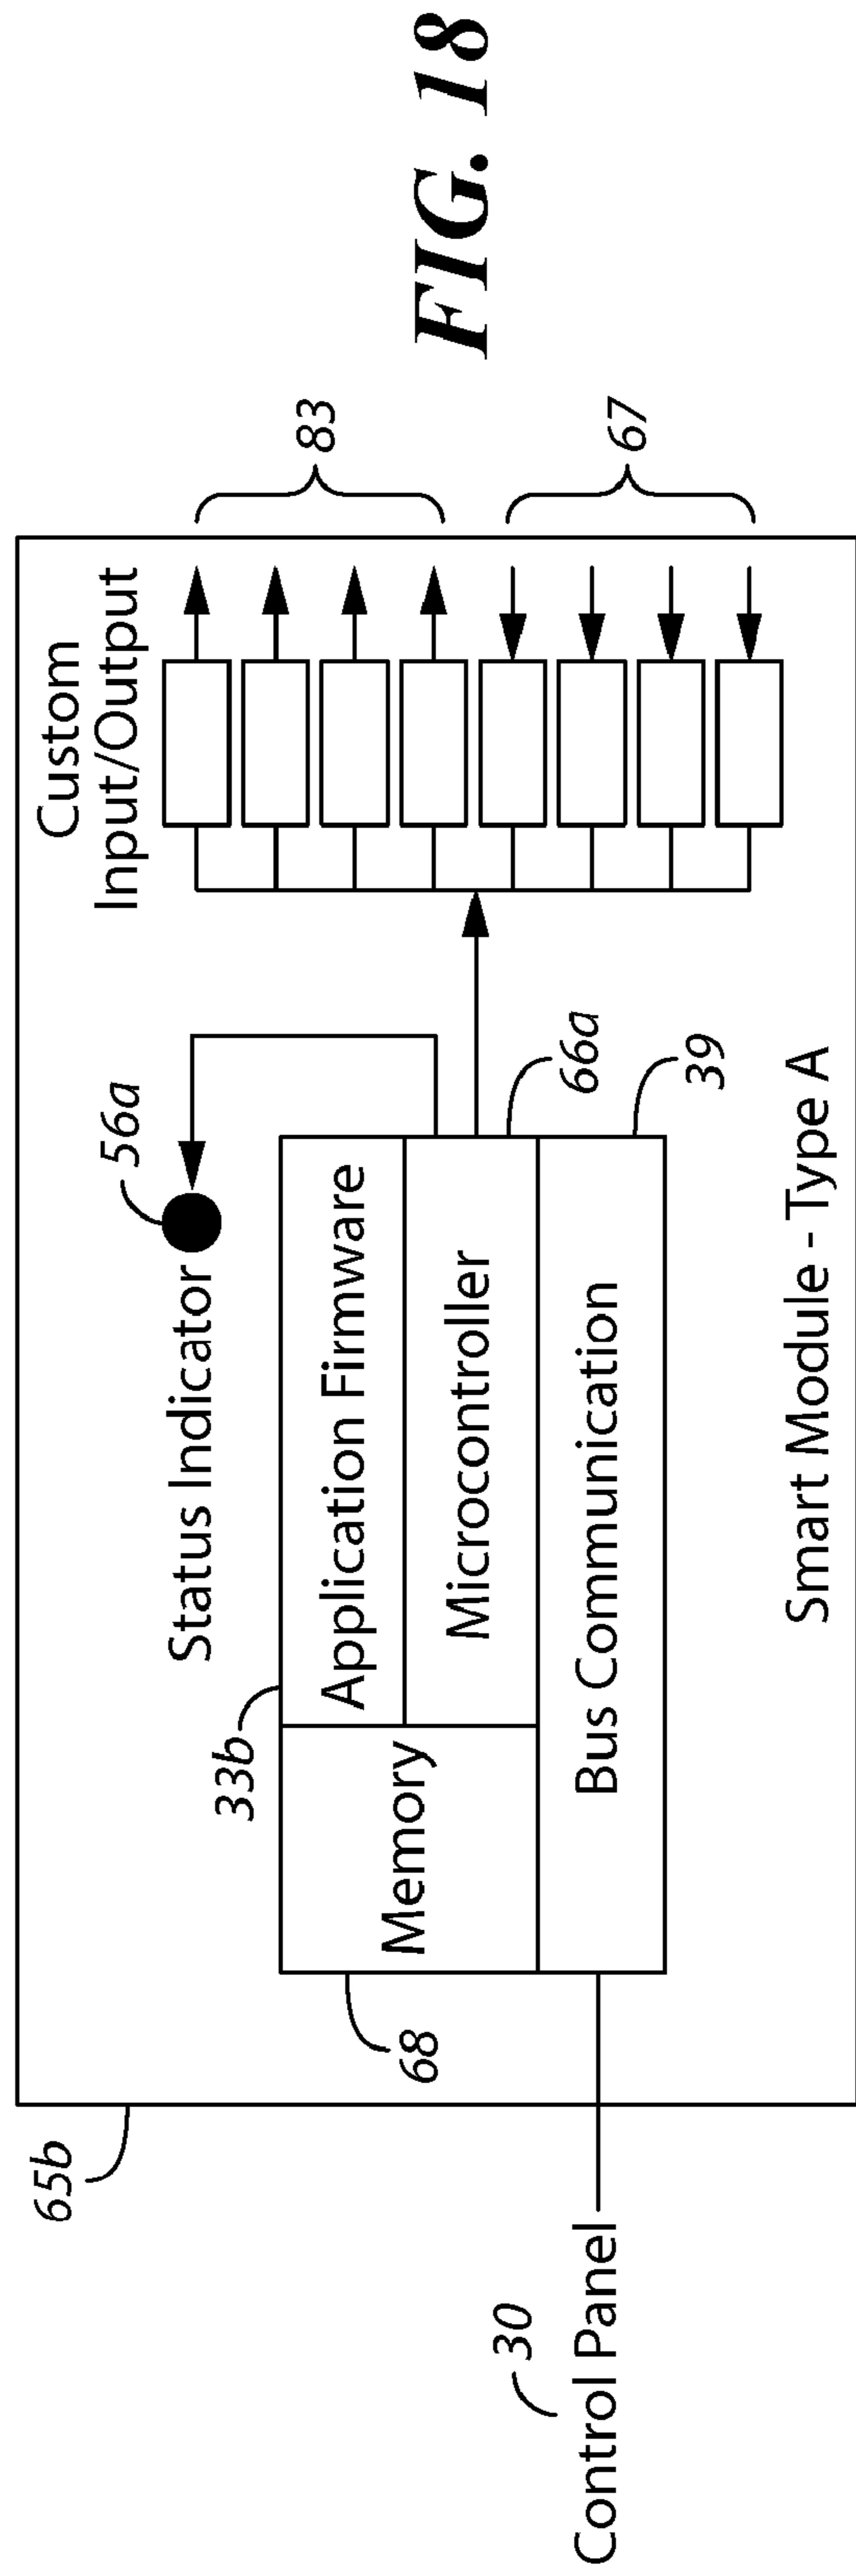 65b
Custom
Input/Output
56a
Status Indicator
83
33b
Application Firmware
Memory
68
Microcontroller
66a
67
Bus Communication
39
30
Control Panel
Smart Module - Type A
FIG. 18